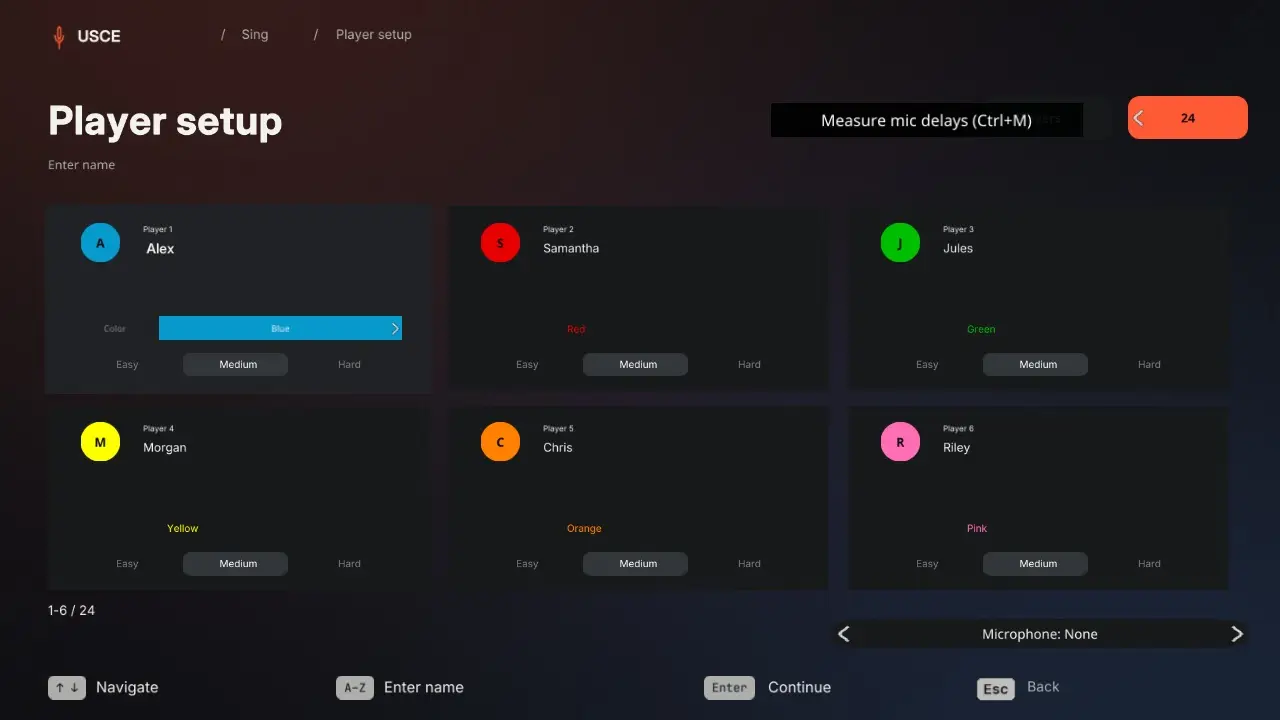 USCE / Sing / Player setup
Player setup
Measure mic delays (Ctrl+M)
24
Enter name
A
Player 1
Alex
Color
Blue
Easy Medium Hard
S
Player 2
Samantha
Red
Easy Medium Hard
J
Player 3
Jules
Green
Easy Medium Hard
M
Player 4
Morgan
Yellow
Easy Medium Hard
C
Player 5
Chris
Orange
Easy Medium Hard
R
Player 6
Riley
Pink
Easy Medium Hard
1-6 / 24
Microphone: None
↑ ↓ Navigate
A-Z Enter name
Enter Continue
Esc Back